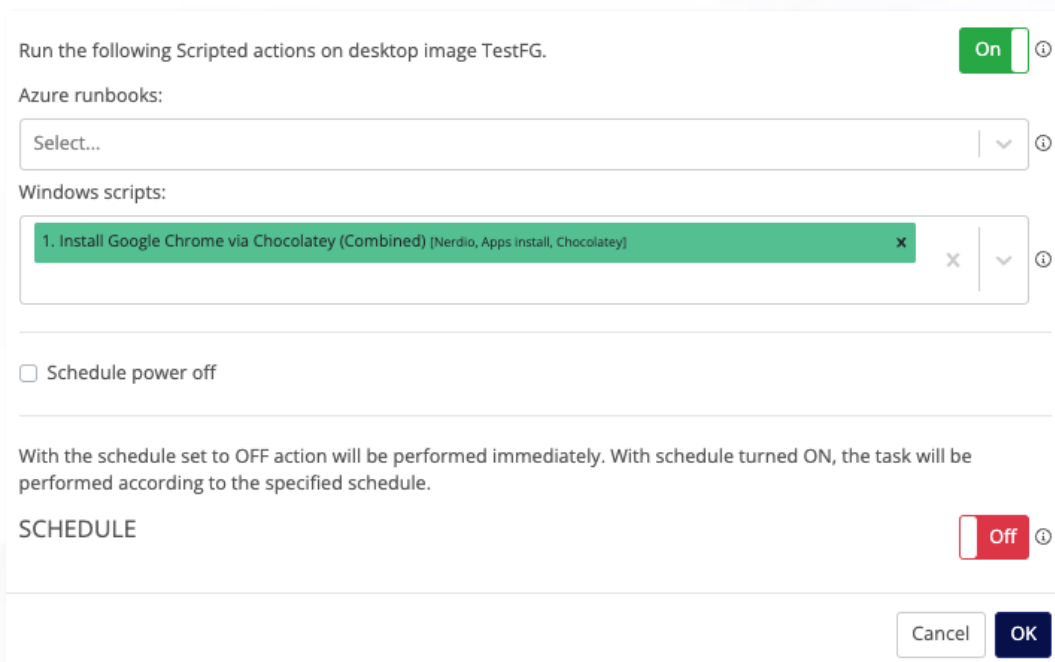 Run the following Scripted actions on desktop image TestFG.
On
Azure runbooks:
Select...
Windows scripts:
1. Install Google Chrome via Chocolatey (Combined) [Nerdio, Apps install, Chocolatey]
Schedule power off
With the schedule set to OFF action will be performed immediately. With schedule turned ON, the task will be
performed according to the specified schedule.
SCHEDULE
Off
Cancel
OK